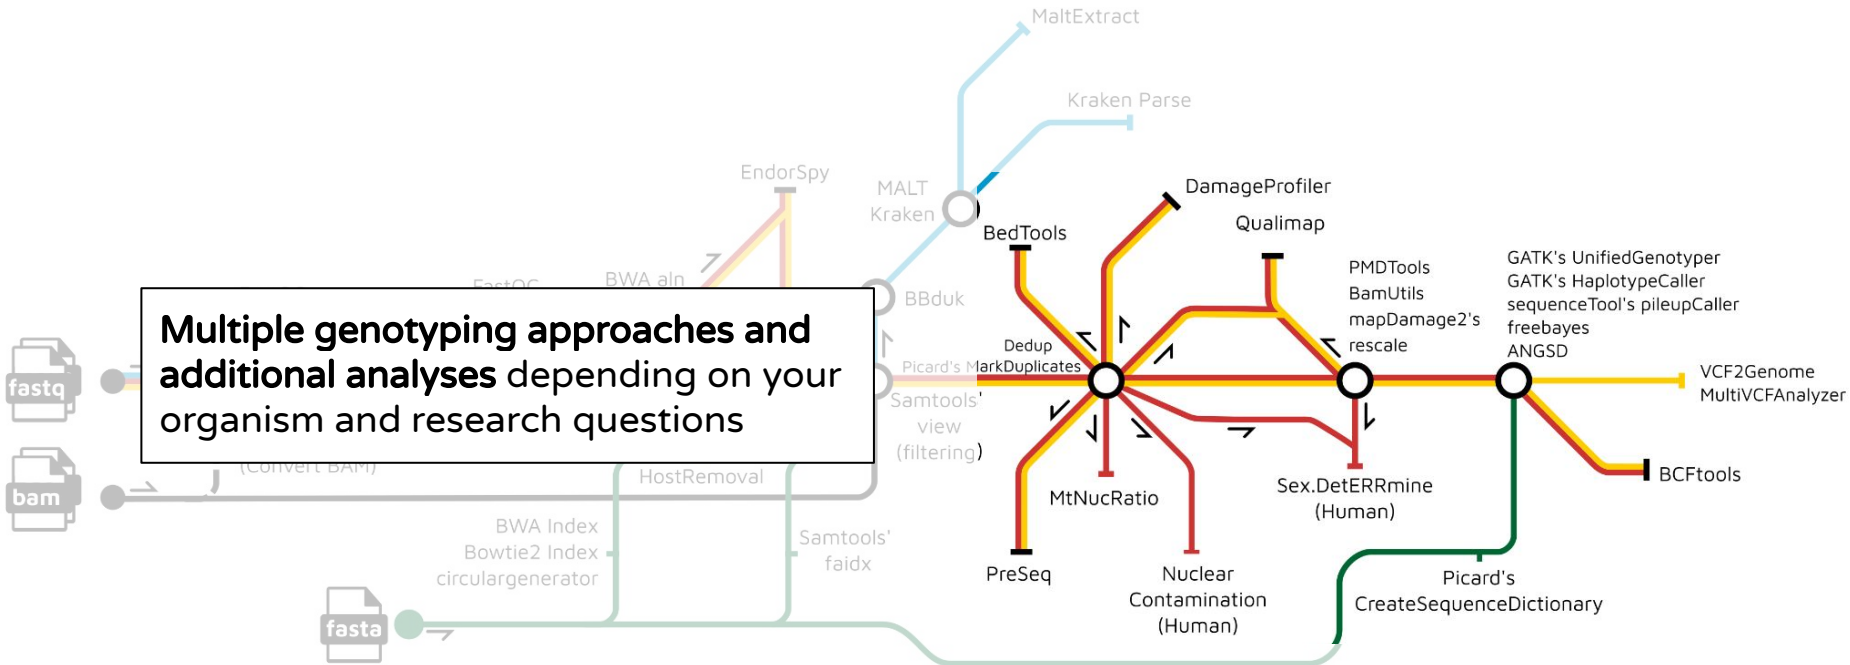 MaltExtract
Kraken Parse
EndorSpy
MALT
Kraken
DamageProfiler
Qualimap
BedTools
BWA aln
BBduk
PMDTools
BamUtils
mapDamage2's
rescale
GATK's UnifiedGenotyper
GATK's HaplotypeCaller
sequenceTool's pileupCaller
freebayes
ANGSD
Multiple genotyping approaches and
additional analyses depending on your
organism and research questions
fastq
Dedup
Picard's MarkDuplicates
Samtools'
view
(filtering)
VCF2Genome
MultiVCFAnalyzer
bam
(Convert BAM)
HostRemoval
MtNucRatio
Sex.DetERRmine
(Human)
BCFtools
BWA Index
Bowtie2 Index
circulargenerator
Samtools'
faidx
PreSeq
Nuclear
Contamination
(Human)
Picard's
CreateSequenceDictionary
fasta